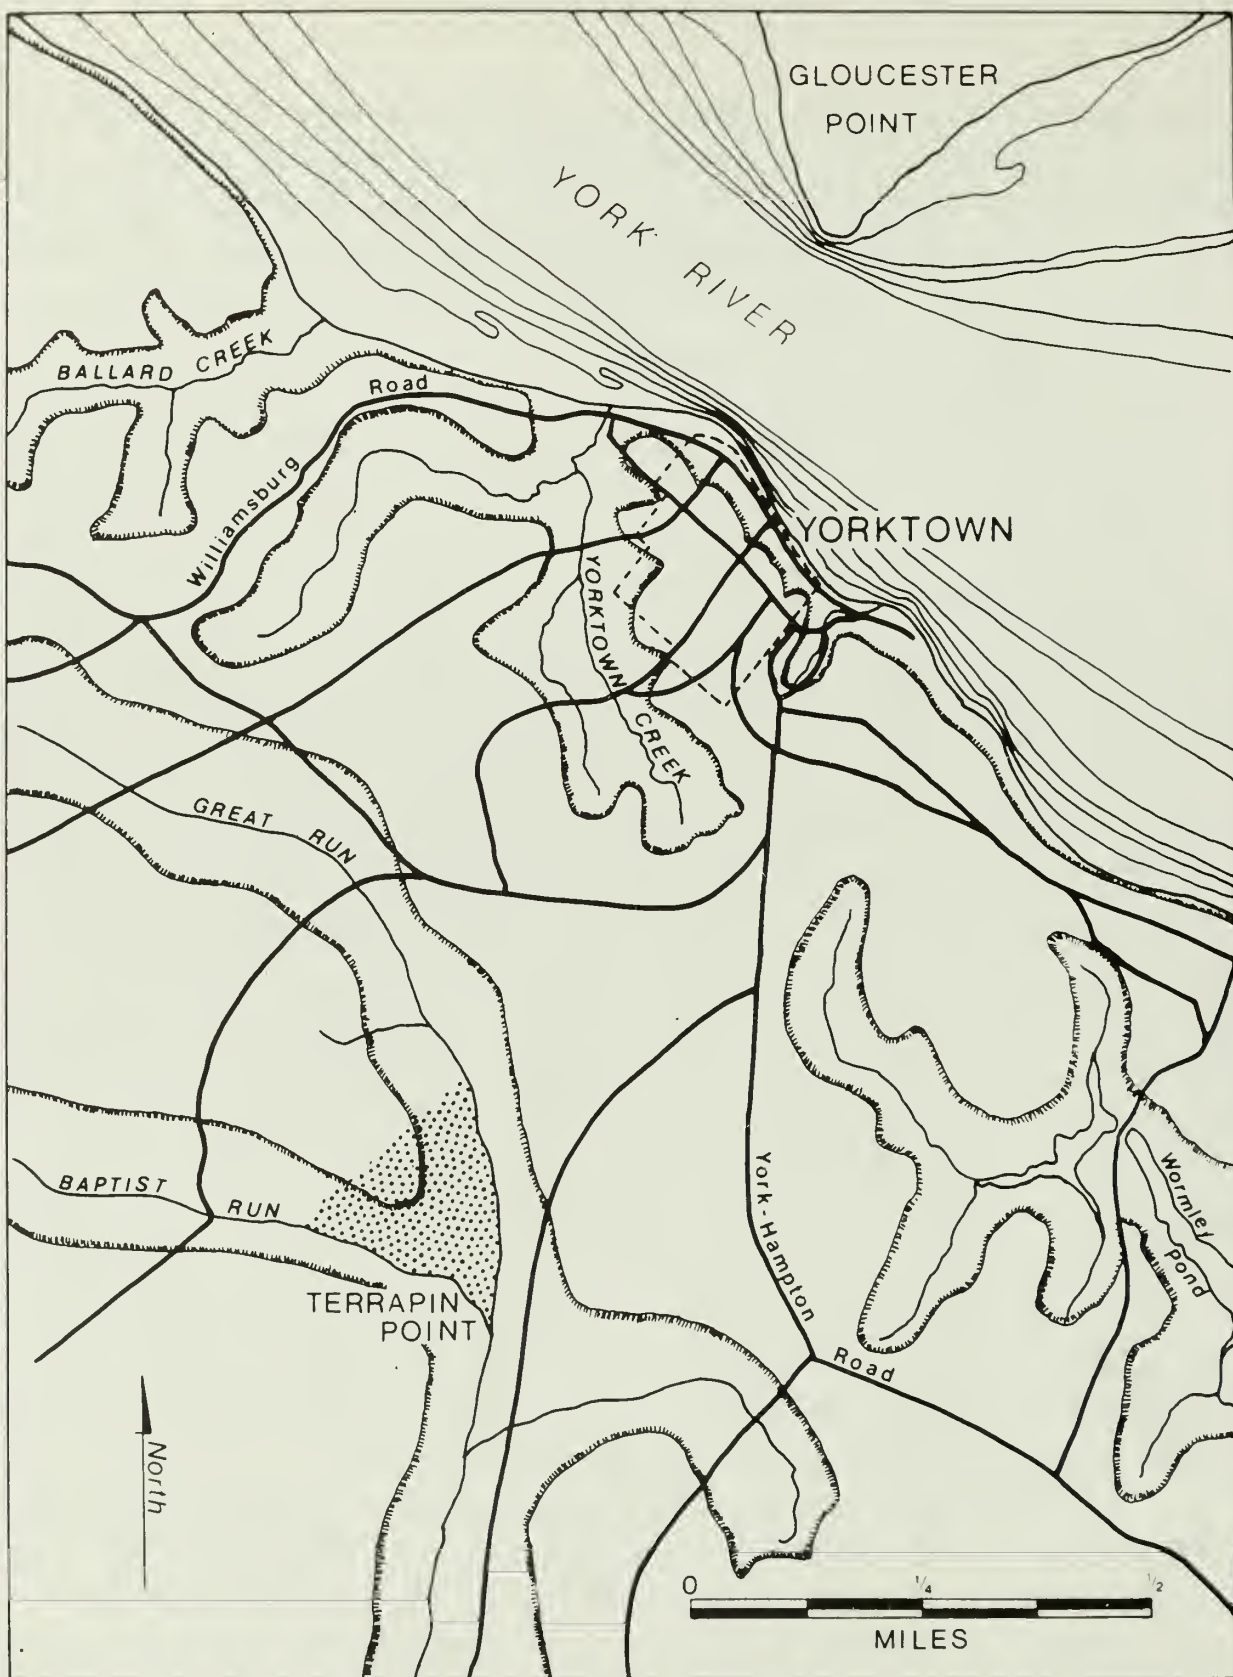 GLOUCESTER
POINT
YORK RIVER
BALLARD CREEK
Williamsburg Road
YORKTOWN
YORKTOWN CREEK
GREAT RUN
BAPTIST RUN
TERRAPIN
POINT
York-Hampton Road
Wormley Pond
North
0 1/4 1/2
MILES